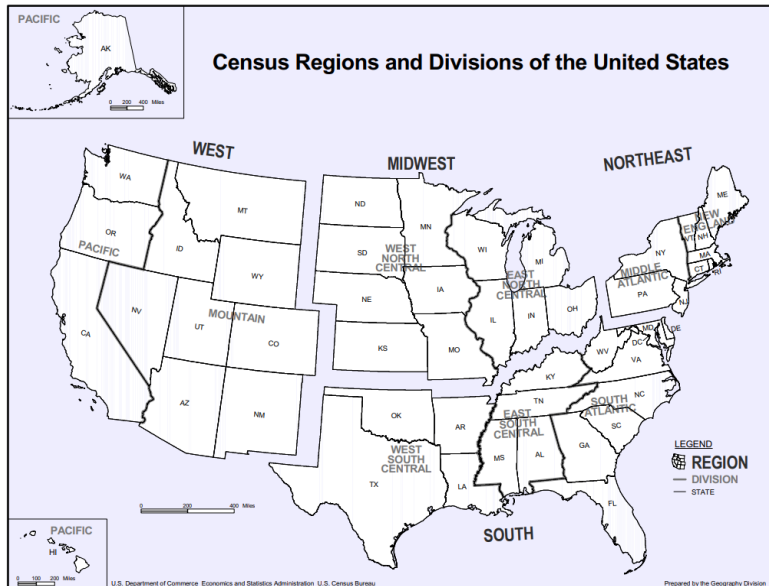 PACIFIC
AK
0 200 400 Miles
Census Regions and Divisions of the United States
WEST
MIDWEST
NORTHEAST
WA
MT
ND
MN
ME
OR
ID
SD
WI
MI
NY
VT
NH
NEW
ENGLAND
PACIFIC
WY
WEST
NORTH
CENTRAL
EAST
NORTH
CENTRAL
MIDDLE
ATLANTIC
MA
CT
RI
NE
IA
PA
NJ
CA
NV
UT
MOUNTAIN
CO
KS
MO
IL
IN
OH
WV
MD
DE
DC
VA
KY
AZ
NM
OK
AR
TN
NC
SOUTH
ATLANTIC
SC
EAST
SOUTH
CENTRAL
MS
AL
GA
WEST
SOUTH
CENTRAL
TX
LA
FL
LEGEND
REGION
DIVISION
STATE
0 200 400 Miles
SOUTH
PACIFIC
HI
0 100 200 Miles
U.S. Department of Commerce Economics and Statistics Administration U.S. Census Bureau
Prepared by the Geography Division